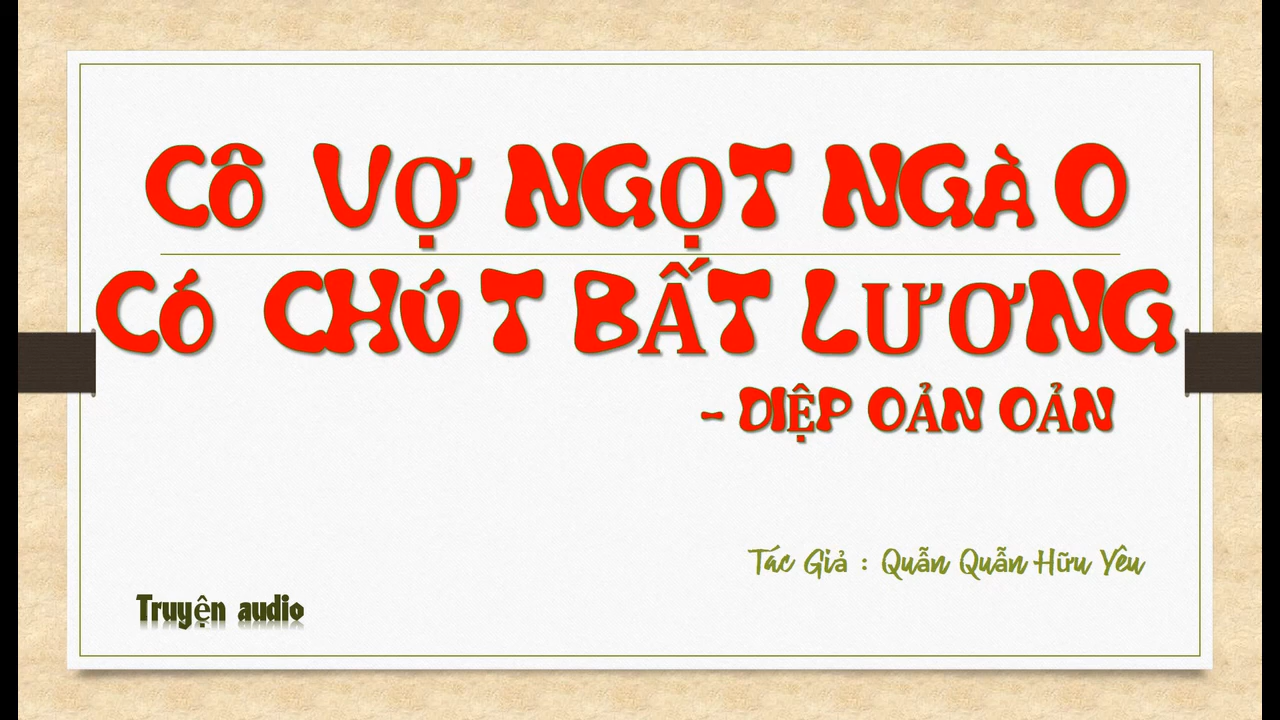 CÔ VỢ NGỌT NGÀO
CÓ CHÚT BẤT LƯƠNG
- DIỆP OẢN OẢN
Tác Giả : Quẫn Quẫn Hữu Yêu
Truyện audio